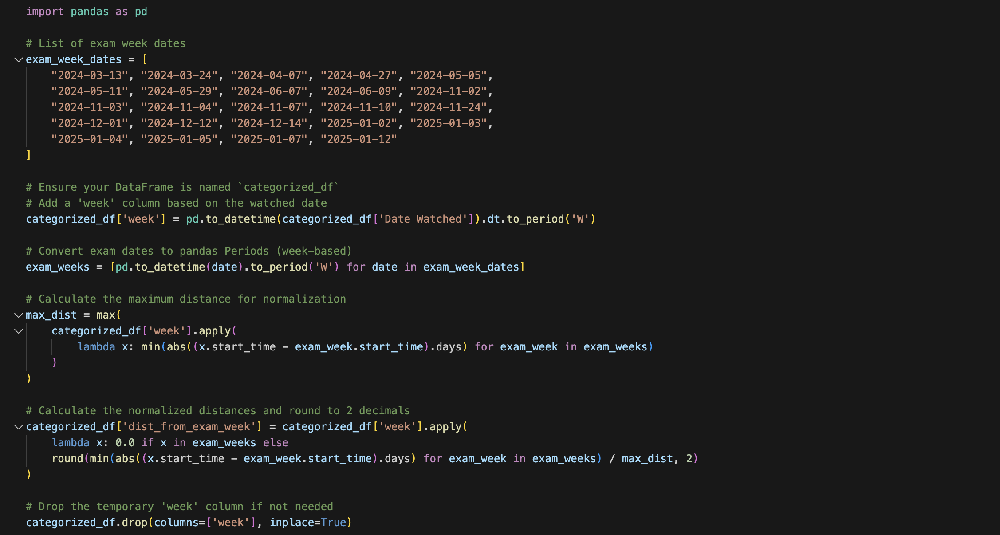 import pandas as pd
# List of exam week dates
exam_week_dates = [
"2024-03-13", "2024-03-24", "2024-04-07", "2024-04-27", "2024-05-05",
"2024-05-11", "2024-05-29", "2024-06-07", "2024-06-09", "2024-11-02",
"2024-11-03", "2024-11-04", "2024-11-07", "2024-11-10", "2024-11-24",
"2024-12-01", "2024-12-12", "2024-12-14", "2025-01-02", "2025-01-03",
"2025-01-04", "2025-01-05", "2025-01-07", "2025-01-12"
]
# Ensure your DataFrame is named `categorized_df`
# Add a 'week' column based on the watched date
categorized_df['week'] = pd.to_datetime(categorized_df['Date Watched']).dt.to_period('W')
# Convert exam dates to pandas Periods (week-based)
exam_weeks = [pd.to_datetime(date).to_period('W') for date in exam_week_dates]
# Calculate the maximum distance for normalization
max_dist = max(
categorized_df['week'].apply(
lambda x: min(abs((x.start_time - exam_week.start_time).days) for exam_week in exam_weeks)
)
)
# Calculate the normalized distances and round to 2 decimals
categorized_df['dist_from_exam_week'] = categorized_df['week'].apply(
lambda x: 0.0 if x in exam_weeks else
round(min(abs((x.start_time - exam_week.start_time).days) for exam_week in exam_weeks) / max_dist, 2)
)
# Drop the temporary 'week' column if not needed
categorized_df.drop(columns=['week'], inplace=True)